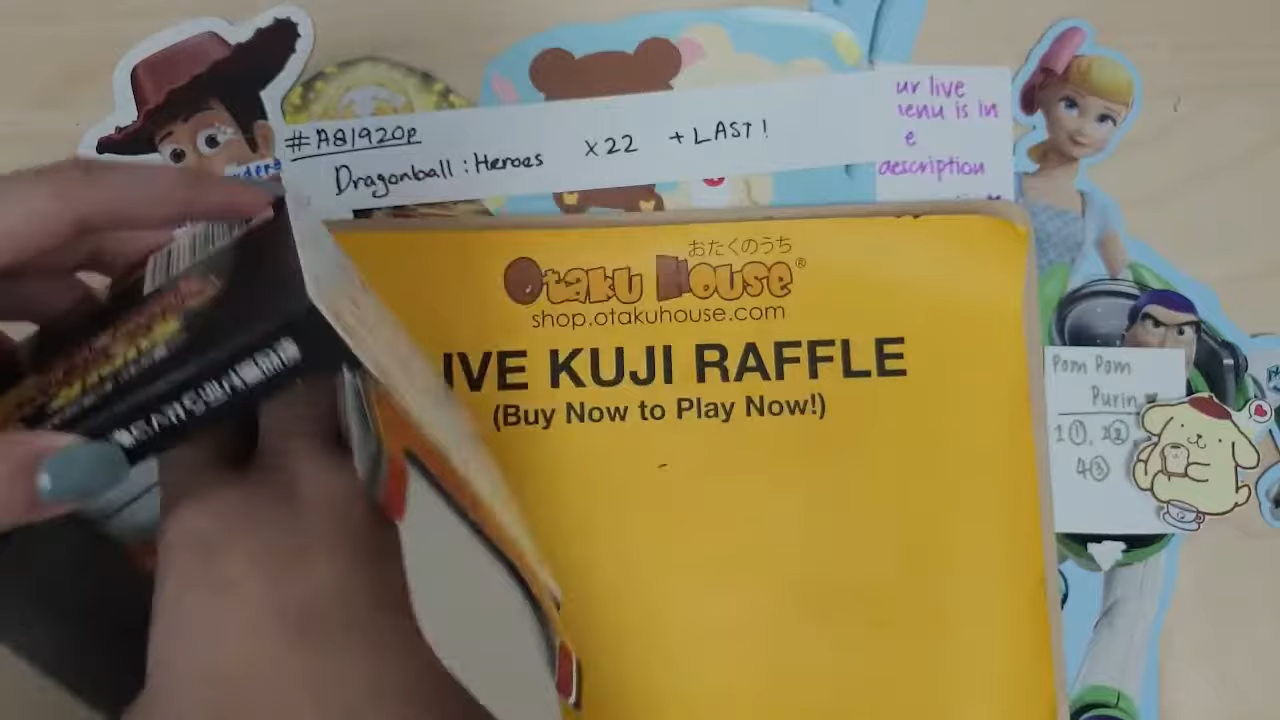 #A81920p
Dragonball : Heroes x22 + LAST!
ur live
enu is in
e
description
おたくのうち
Otaku House®
shop.otakuhouse.com
IVE KUJI RAFFLE
(Buy Now to Play Now!)
Pom Pom
Purin
1①, 2②
4③